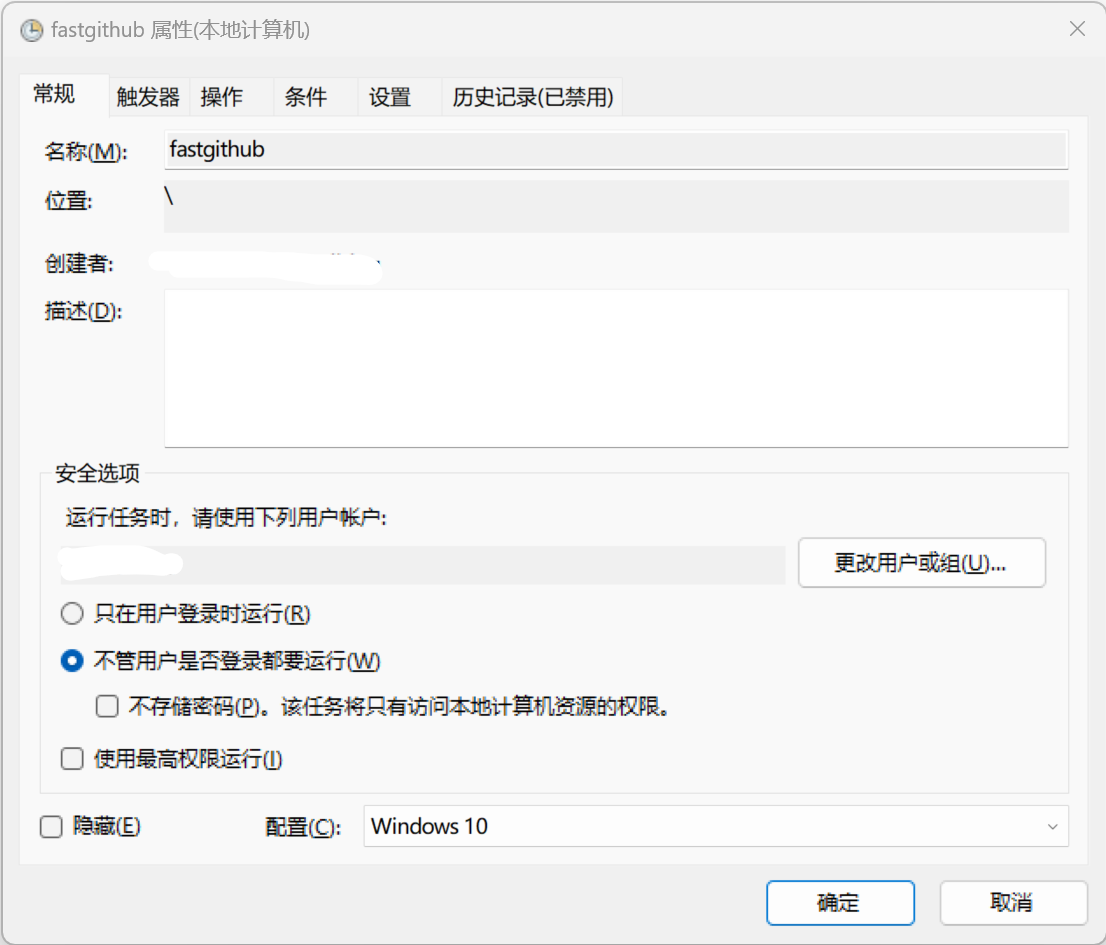 fastgithub 属性(本地计算机)
常规 触发器 操作 条件 设置 历史记录(已禁用)
名称(M): fastgithub
位置: \
创建者:
描述(D):
安全选项
运行任务时，请使用下列用户帐户:
更改用户或组(U)...
只在用户登录时运行(R)
不管用户是否登录都要运行(W)
不存储密码(P)。该任务将只有访问本地计算机资源的权限。
使用最高权限运行(I)
隐藏(E) 配置(C): Windows 10
确定 取消